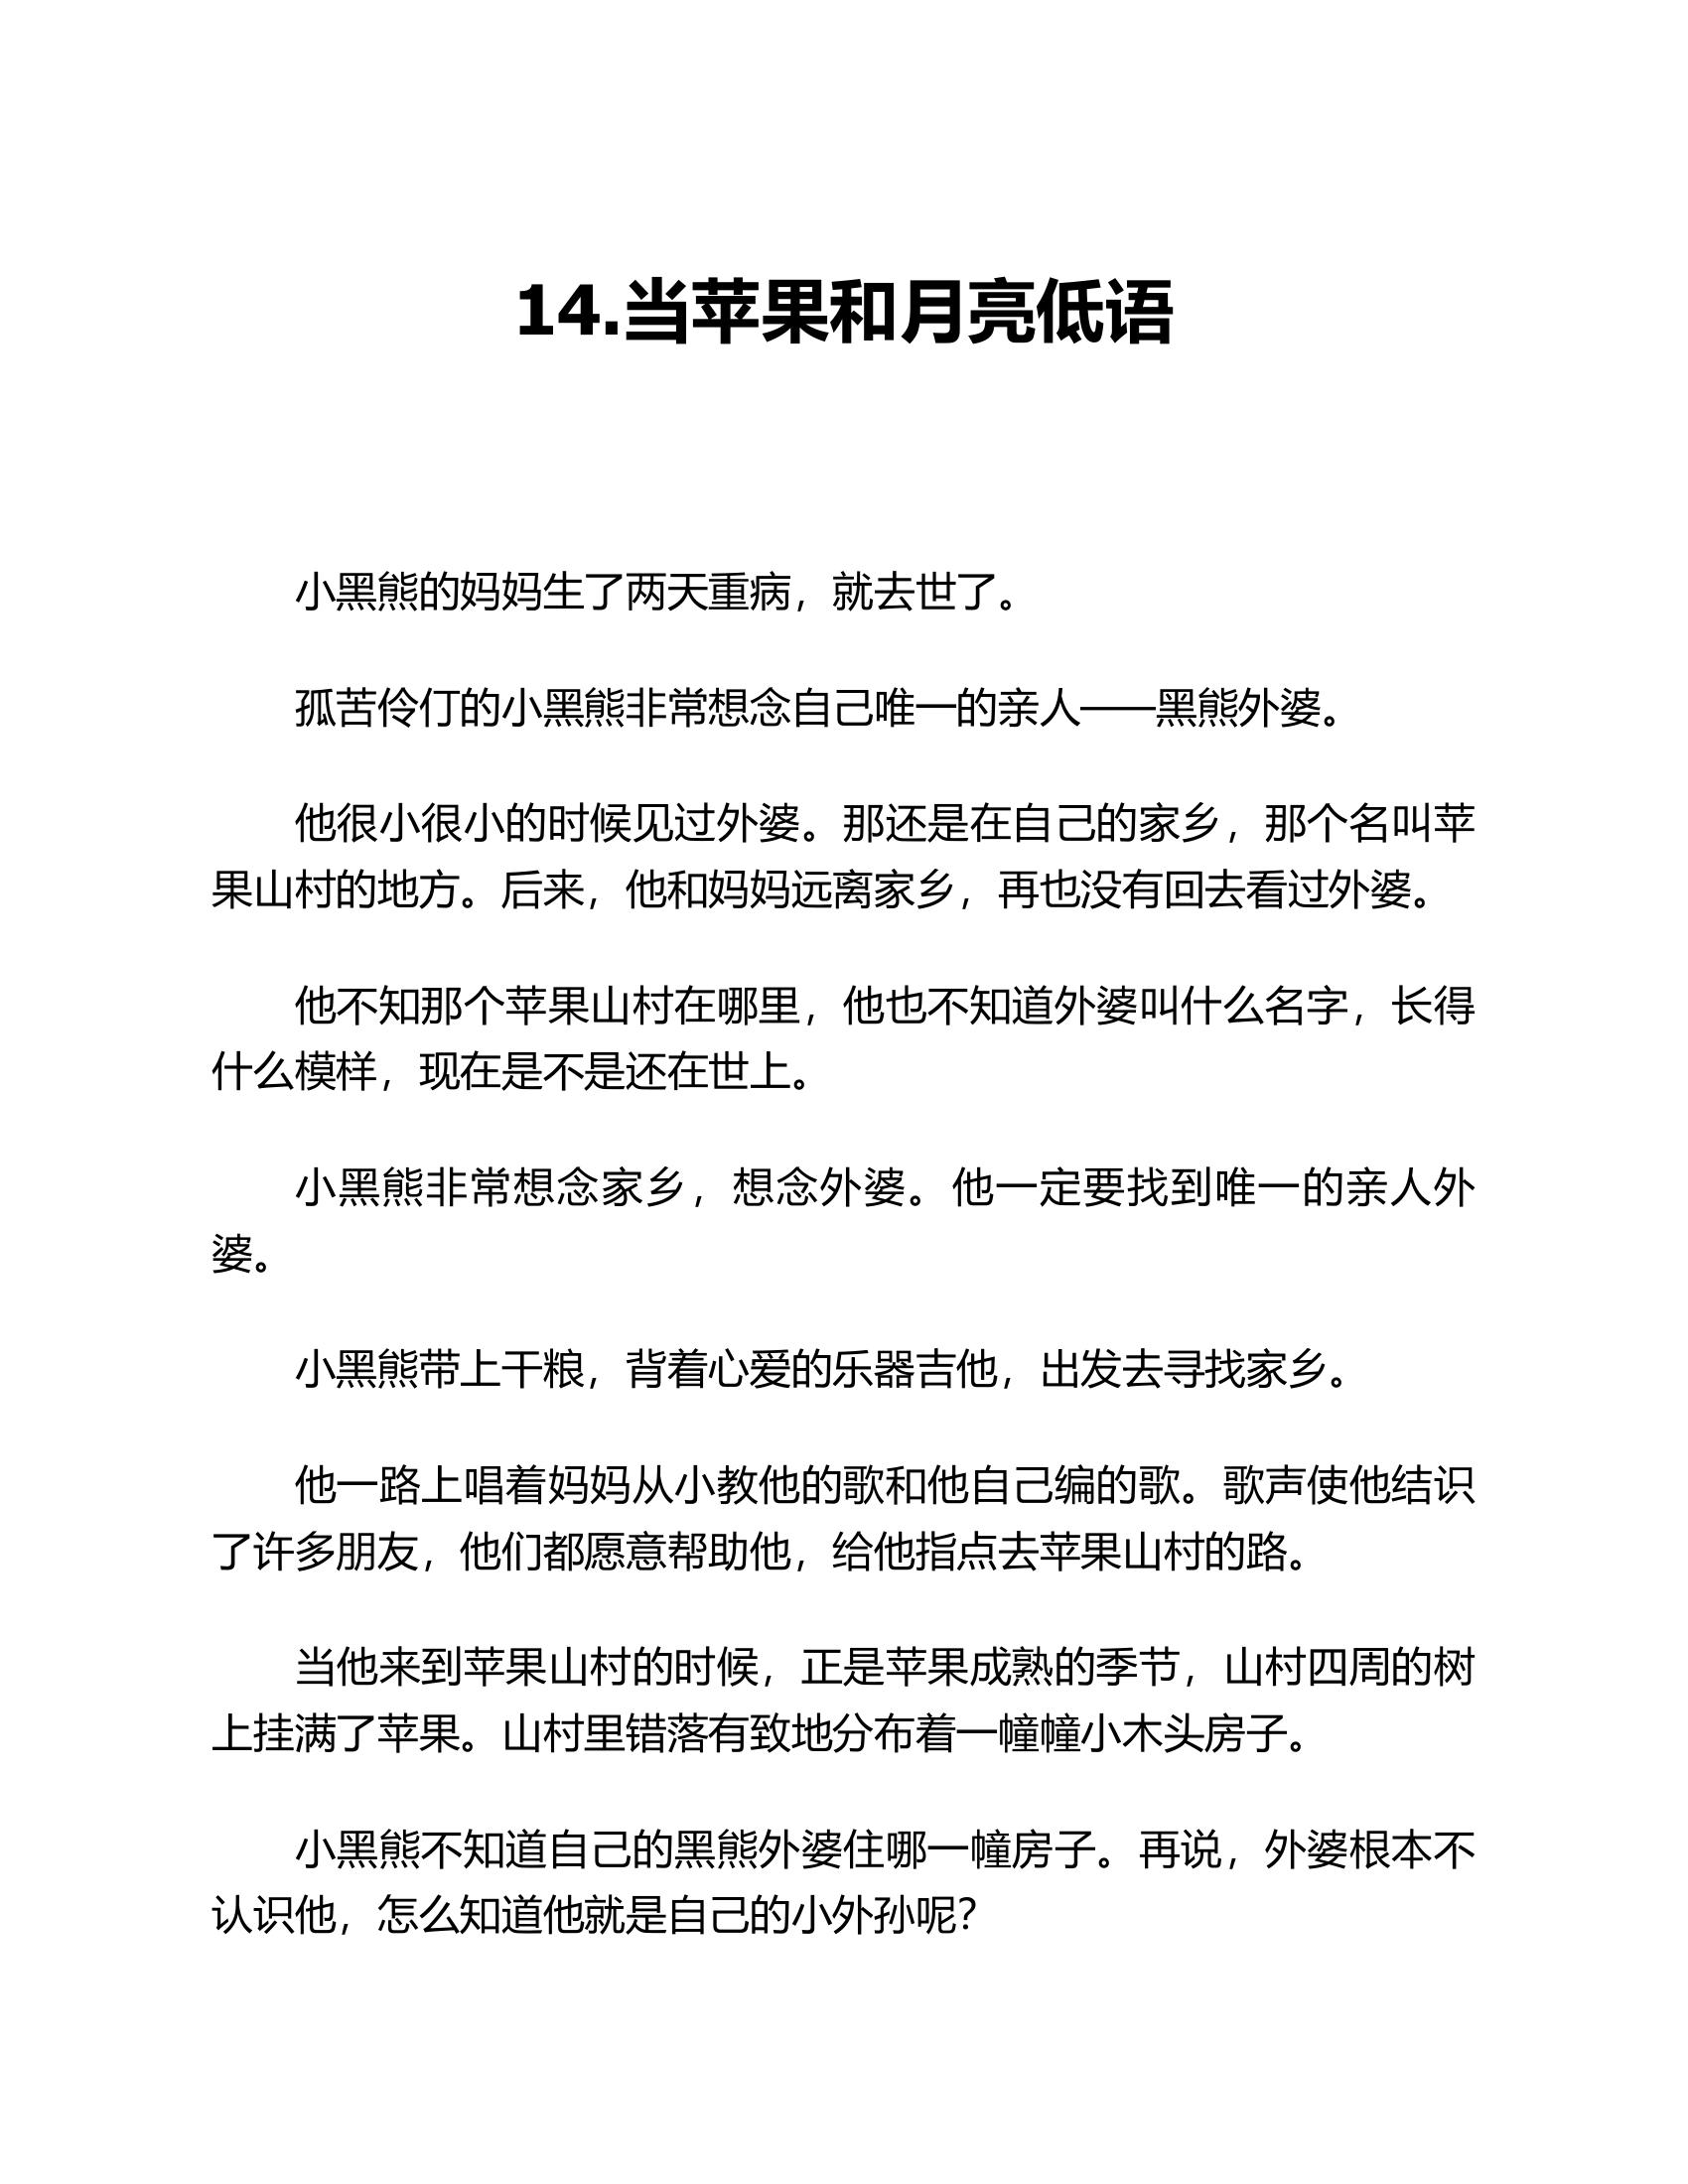 14.当苹果和月亮低语
小黑熊的妈妈生了两天重病，就去世了。
孤苦伶仃的小黑熊非常想念自己唯一的亲人——黑熊外婆。
他很小很小的时候见过外婆。那还是在自己的家乡，那个名叫苹
果山村的地方。后来，他和妈妈远离家乡，再也没有回去看过外婆。
他不知那个苹果山村在哪里，他也不知道外婆叫什么名字，长得
什么模样，现在是不是还在世上。
小黑熊非常想念家乡，想念外婆。他一定要找到唯一的亲人外
婆。
小黑熊带上干粮，背着心爱的乐器吉他，出发去寻找家乡。
他一路上唱着妈妈从小教他的歌和他自己编的歌。歌声使他结识
了许多朋友，他们都愿意帮助他，给他指点去苹果山村的路。
当他来到苹果山村的时候，正是苹果成熟的季节，山村四周的树
上挂满了苹果。山村里错落有致地分布着一幢幢小木头房子。
小黑熊不知道自己的黑熊外婆住哪一幢房子。再说，外婆根本不
认识他，怎么知道他就是自己的小外孙呢？